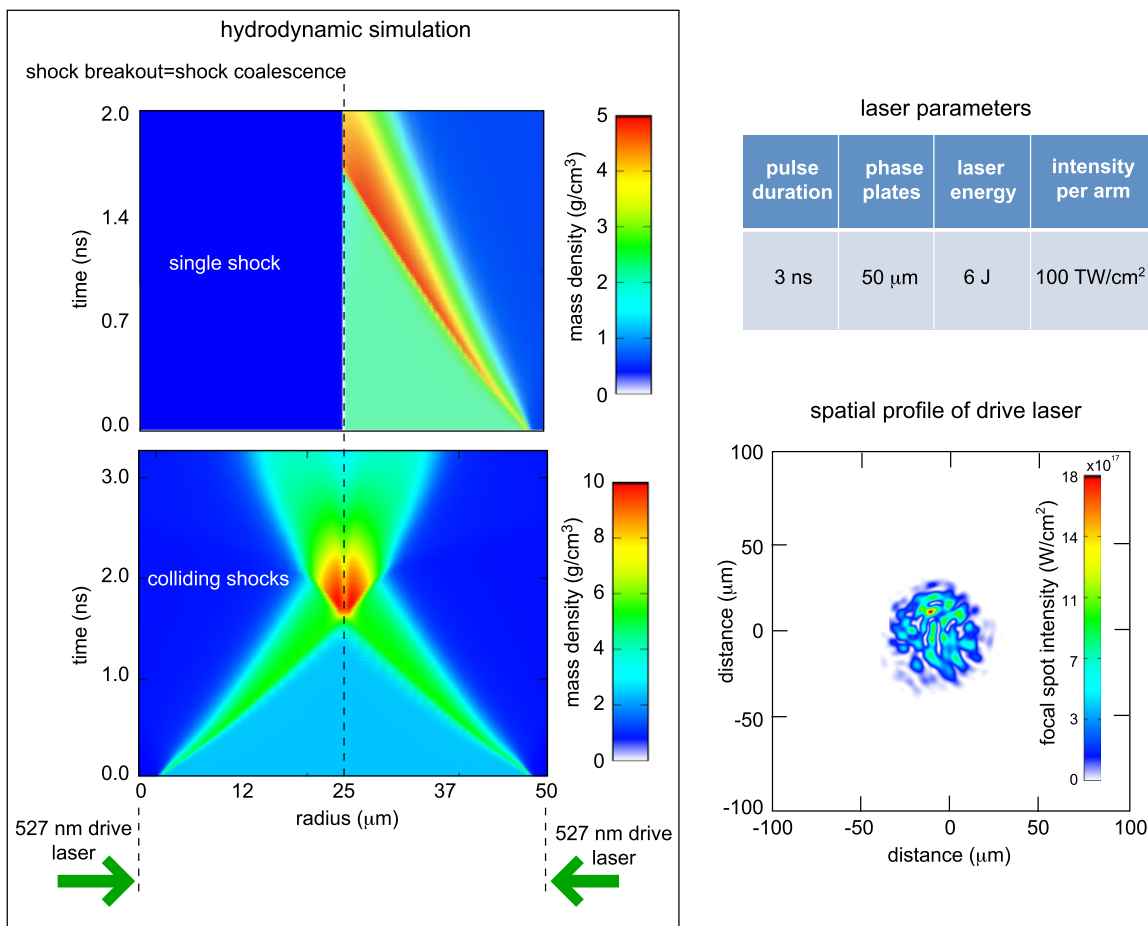 hydrodynamic simulation
shock breakout=shock coalescence
2.0
1.4
0.7
0.0
time (ns)
single shock
5
4
3
2
1
0
mass density (g/cm³)
3.0
2.0
1.0
0.0
time (ns)
colliding shocks
10
8
6
4
2
0
mass density (g/cm³)
0 12 25 37 50
radius (μm)
527 nm drive
laser
527 nm drive
laser
laser parameters
pulse duration | phase plates | laser energy | intensity per arm
3 ns | 50 μm | 6 J | 100 TW/cm²
spatial profile of drive laser
100
50
0
-50
-100
distance (μm)
x10¹⁷
18
14
11
7
3
0
focal spot intensity (W/cm²)
-100 -50 0 50 100
distance (μm)